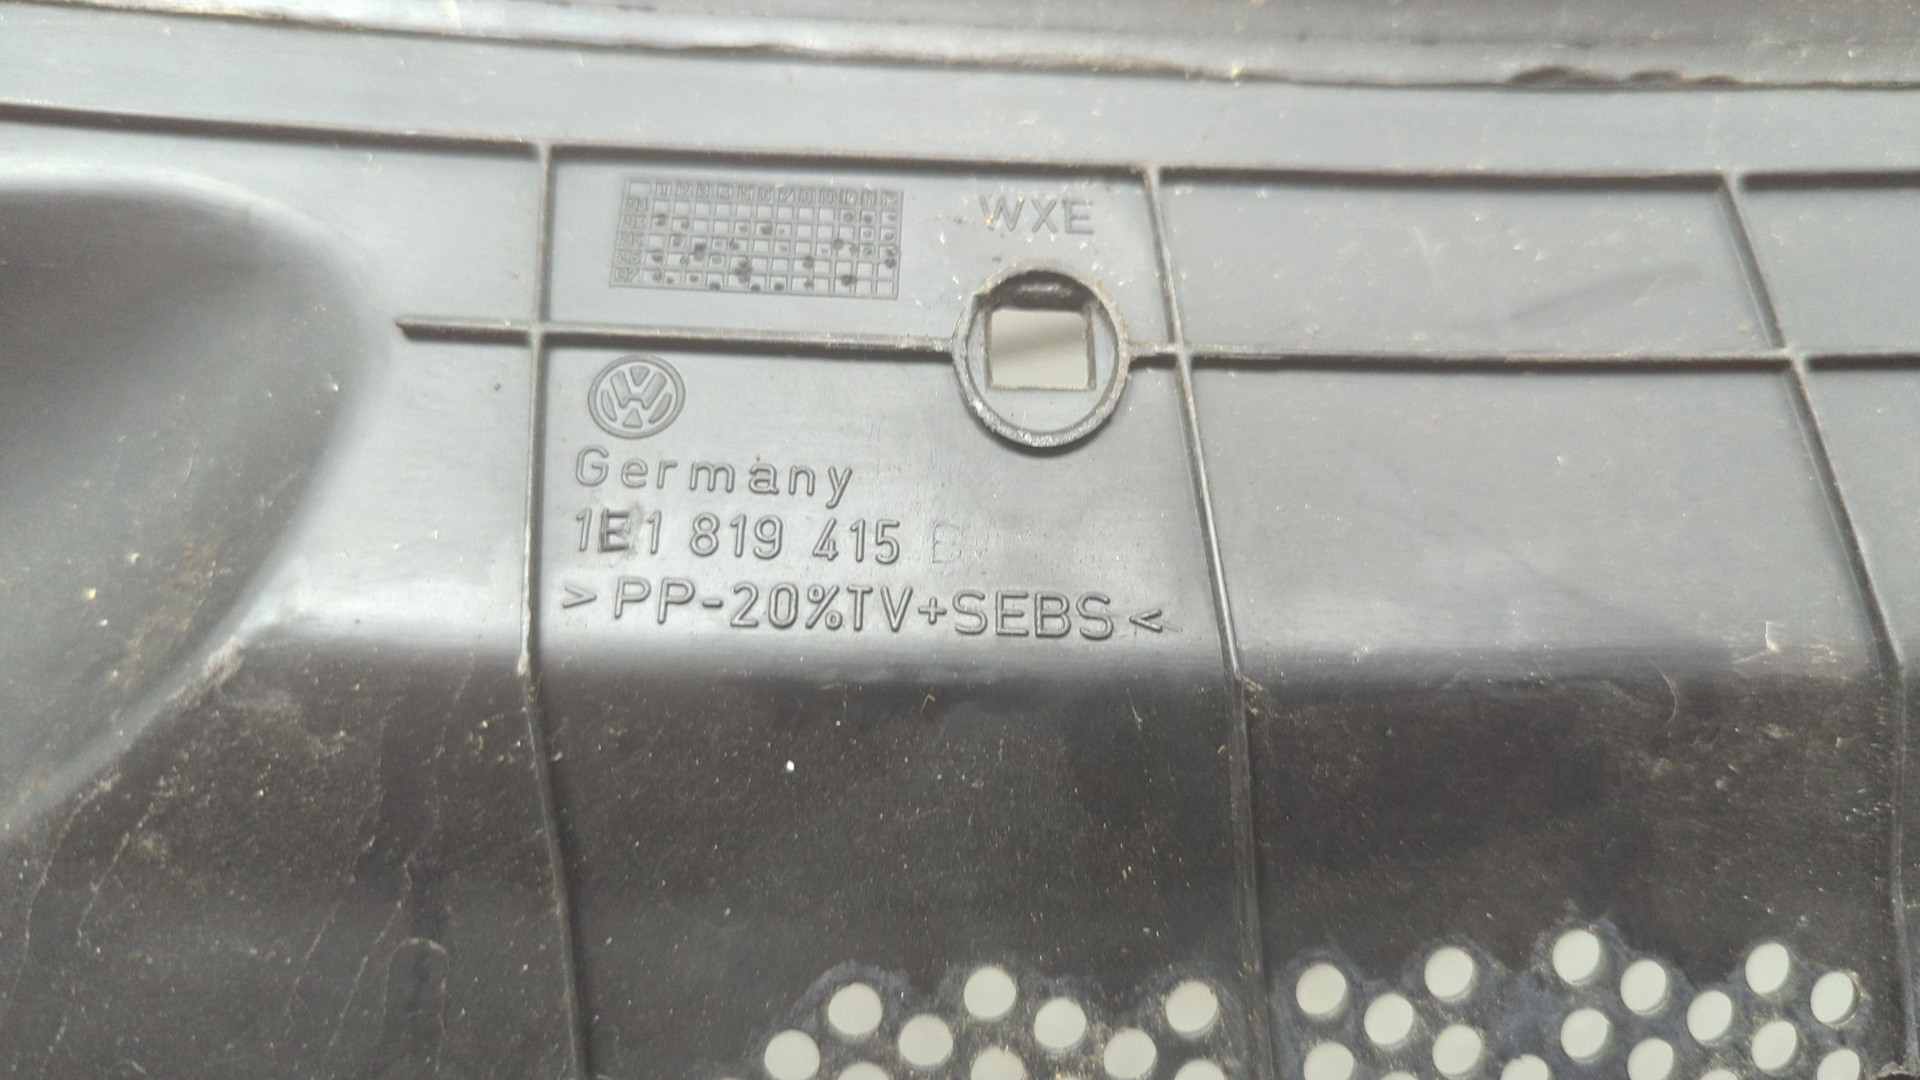 WXE
Germany
1E1 819 415 B
>PP-20%TV+SEBS<